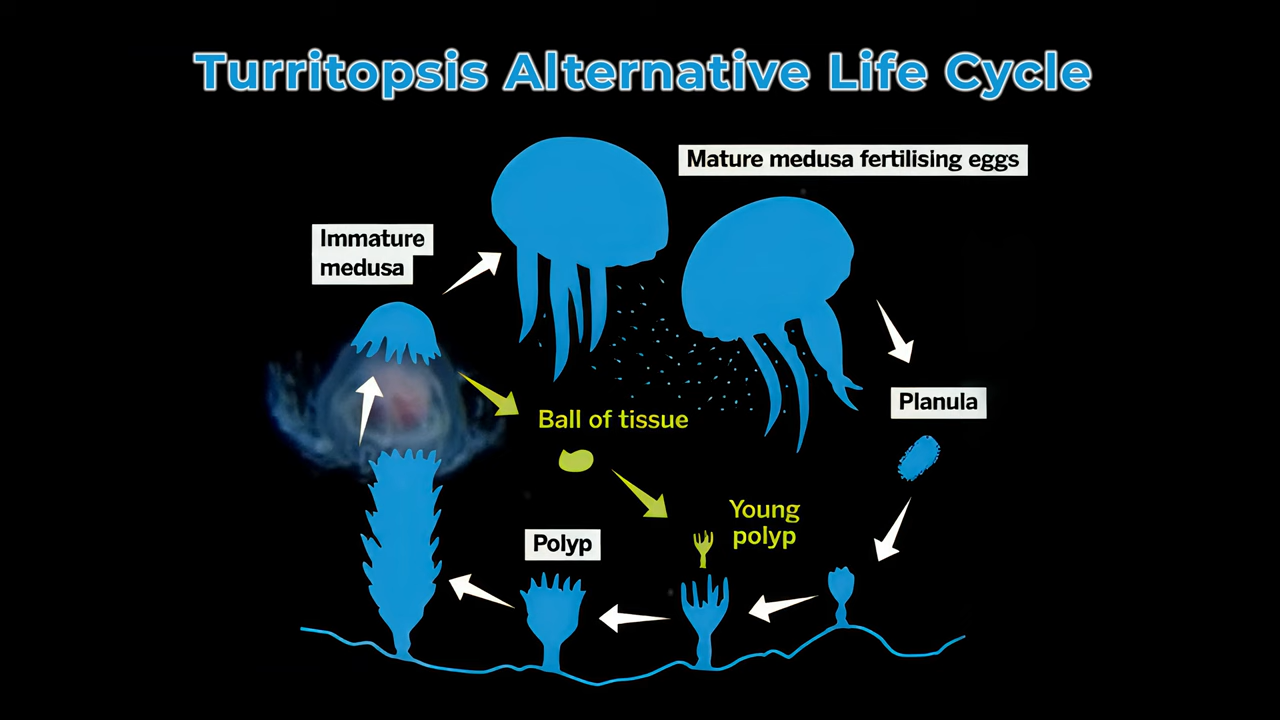 Turritopsis Alternative Life Cycle
Mature medusa fertilising eggs
Immature
medusa
Planula
Ball of tissue
Young
polyp
Polyp